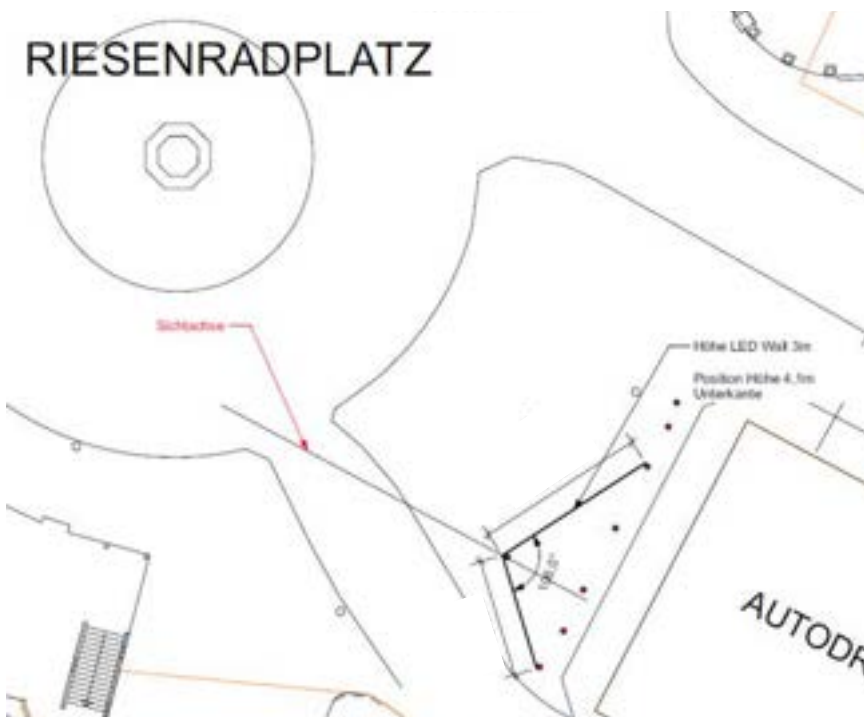 RIESENRADPLATZ
Sichtachse
Höhe LED Wall 3m
Position Höhe 4,1m
Unterkante
AUTODR